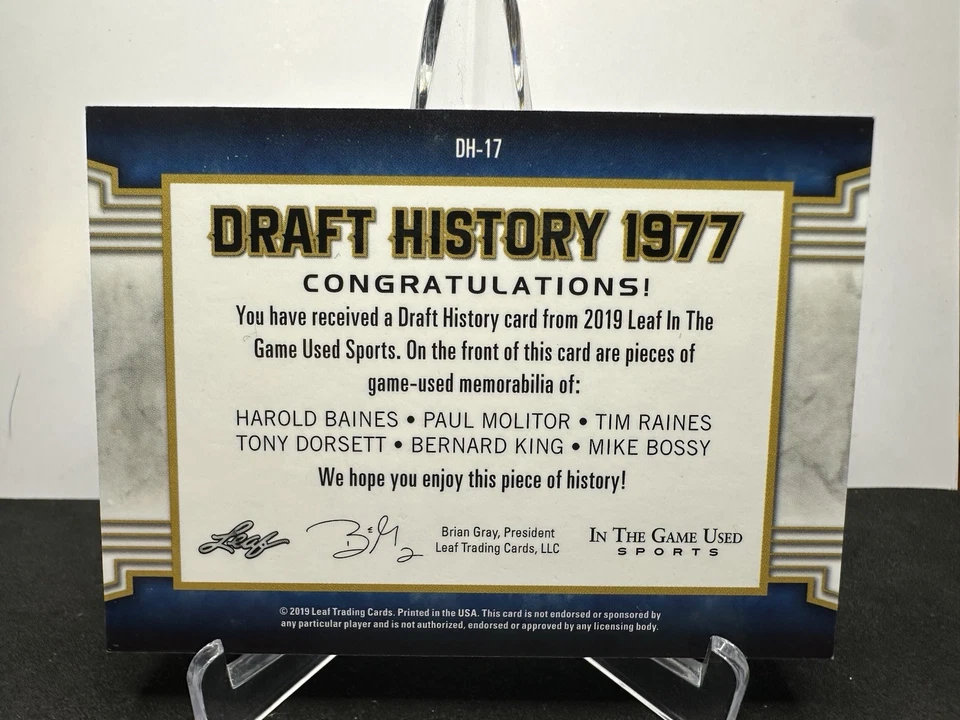 DH-17
DRAFT HISTORY 1977
CONGRATULATIONS!
You have received a Draft History card from 2019 Leaf In The
Game Used Sports. On the front of this card are pieces of
game-used memorabilia of:
HAROLD BAINES • PAUL MOLITOR • TIM RAINES
TONY DORSETT • BERNARD KING • MIKE BOSSY
We hope you enjoy this piece of history!
Leaf
Brian Gray, President
Leaf Trading Cards, LLC
IN THE GAME USED
SPORTS
© 2019 Leaf Trading Cards. Printed in the USA. This card is not endorsed or sponsored by
any particular player and is not authorized, endorsed or approved by any licensing body.